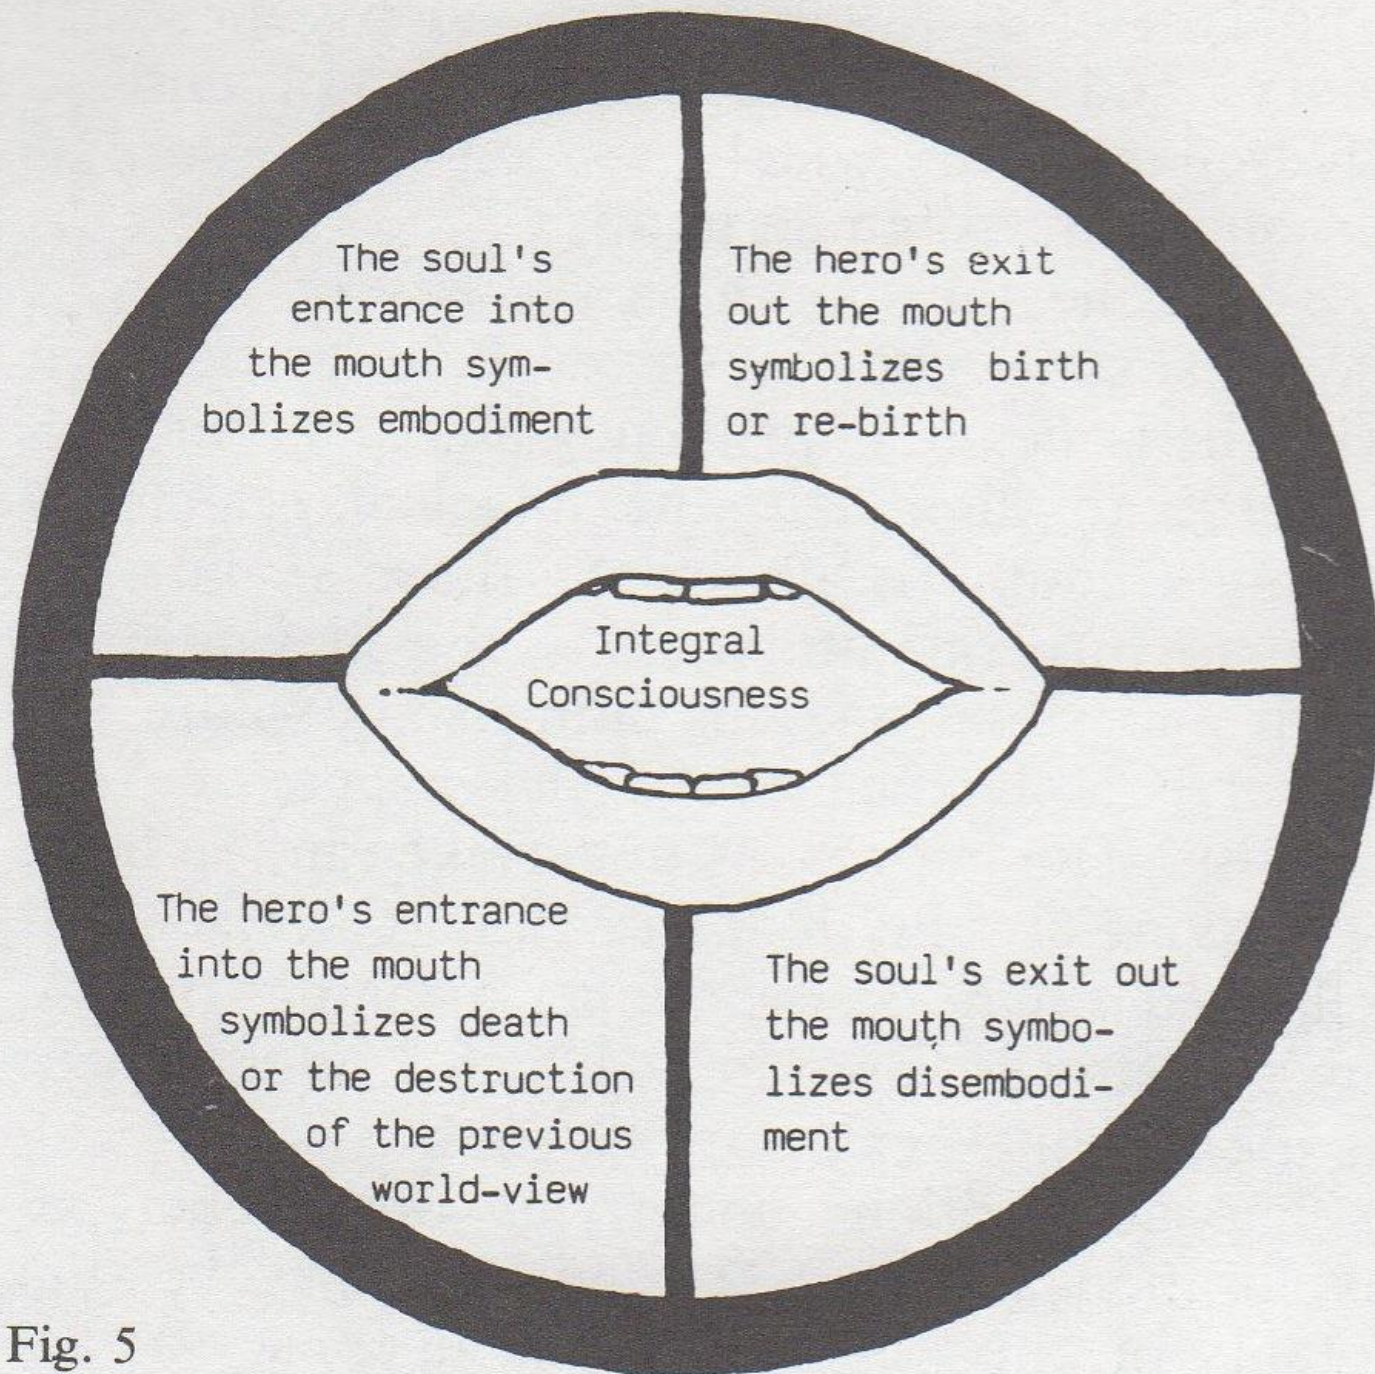 The soul's
entrance into
the mouth sym-
bolizes embodiment
The hero's exit
out the mouth
symbolizes birth
or re-birth
Integral
Consciousness
The hero's entrance
into the mouth
symbolizes death
or the destruction
of the previous
world-view
The soul's exit out
the mouth symbo-
lizes disembodi-
ment
Fig. 5